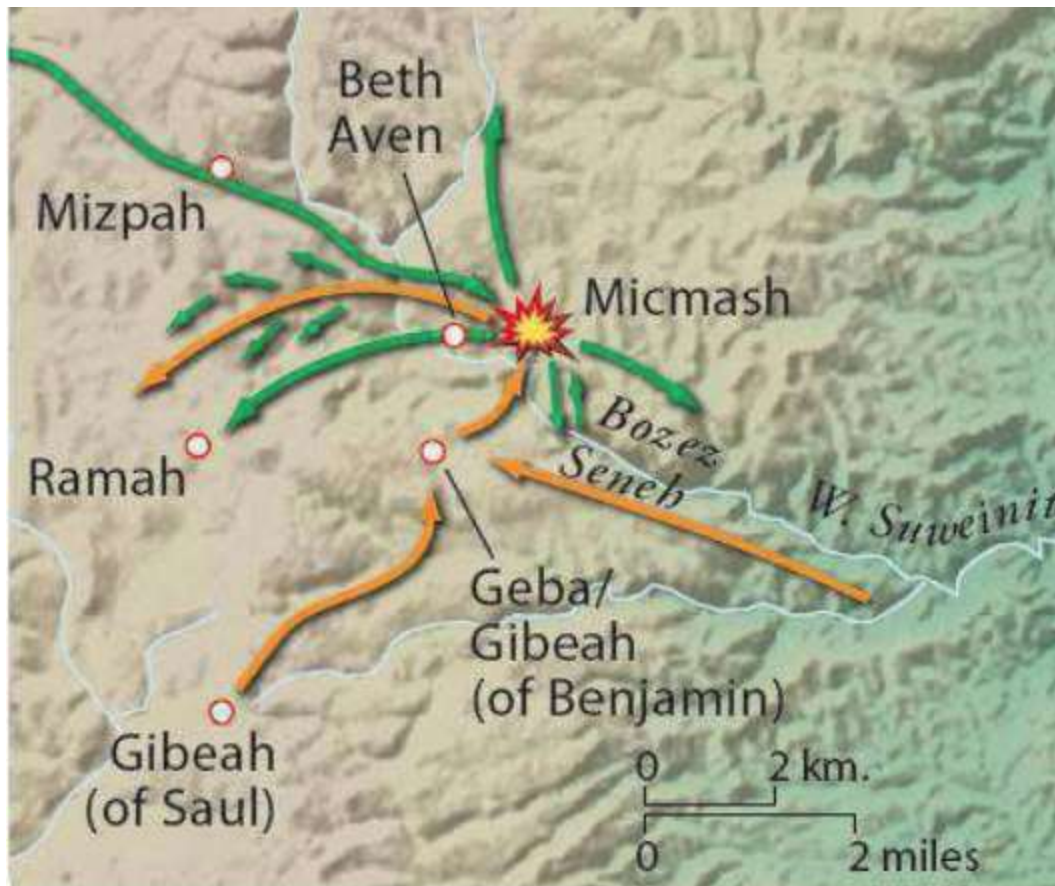 Beth
Aven
Mizpah
Micmash
Bozez
Seneh
Ramah
W. Suweinit
Geba/
Gibeah
(of Benjamin)
Gibeah
(of Saul)
0 2 km.
0 2 miles